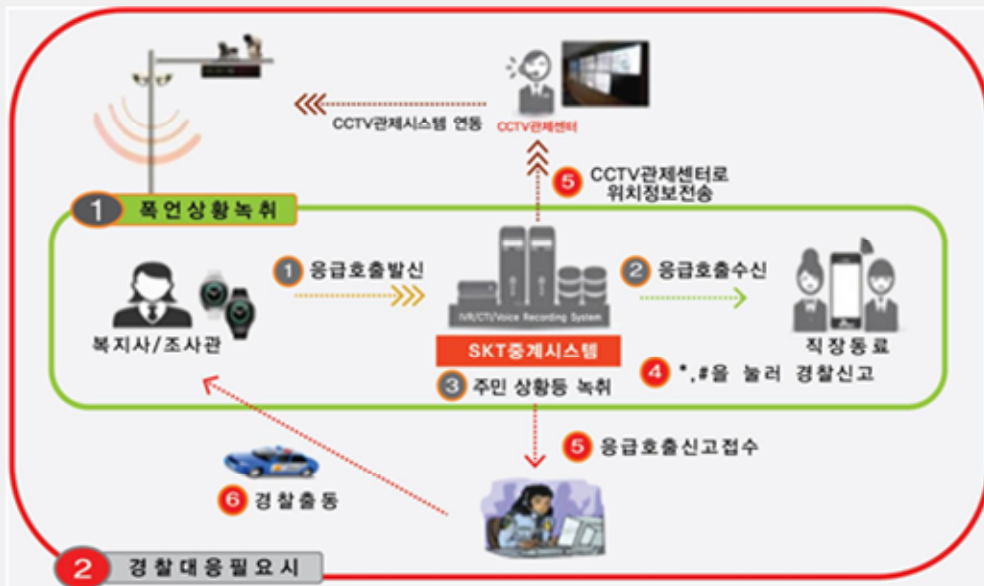 CCTV관제시스템 연동
CCTV관제센터
5 CCTV관제센터로
위치정보전송
1 폭언상황녹취
1 응급호출발신
2 응급호출수신
IVR/CTI/Voice Recording System
복지사/조사관
SKT중계시스템
직장동료
3 주민 상황등 녹취
4 *,#을 눌러 경찰신고
5 응급호출신고접수
6 경찰출동
2 경찰대응필요시